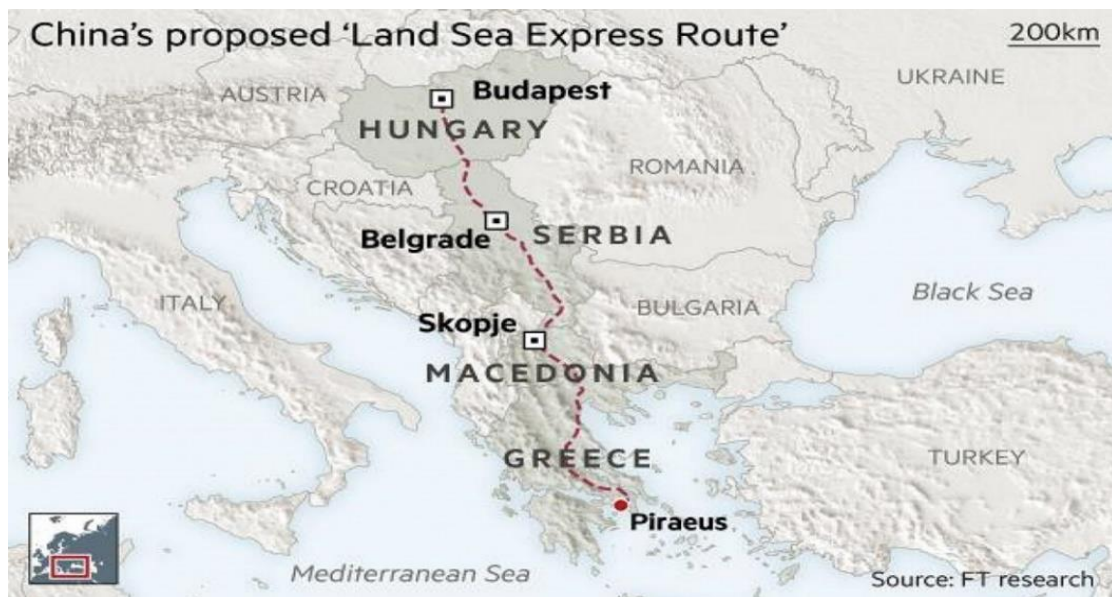 China's proposed 'Land Sea Express Route'
200km
UKRAINE
AUSTRIA
Budapest
HUNGARY
ROMANIA
CROATIA
Belgrade
SERBIA
ITALY
BULGARIA
Black Sea
Skopje
MACEDONIA
GREECE
TURKEY
Piraeus
Mediterranean Sea
Source: FT research